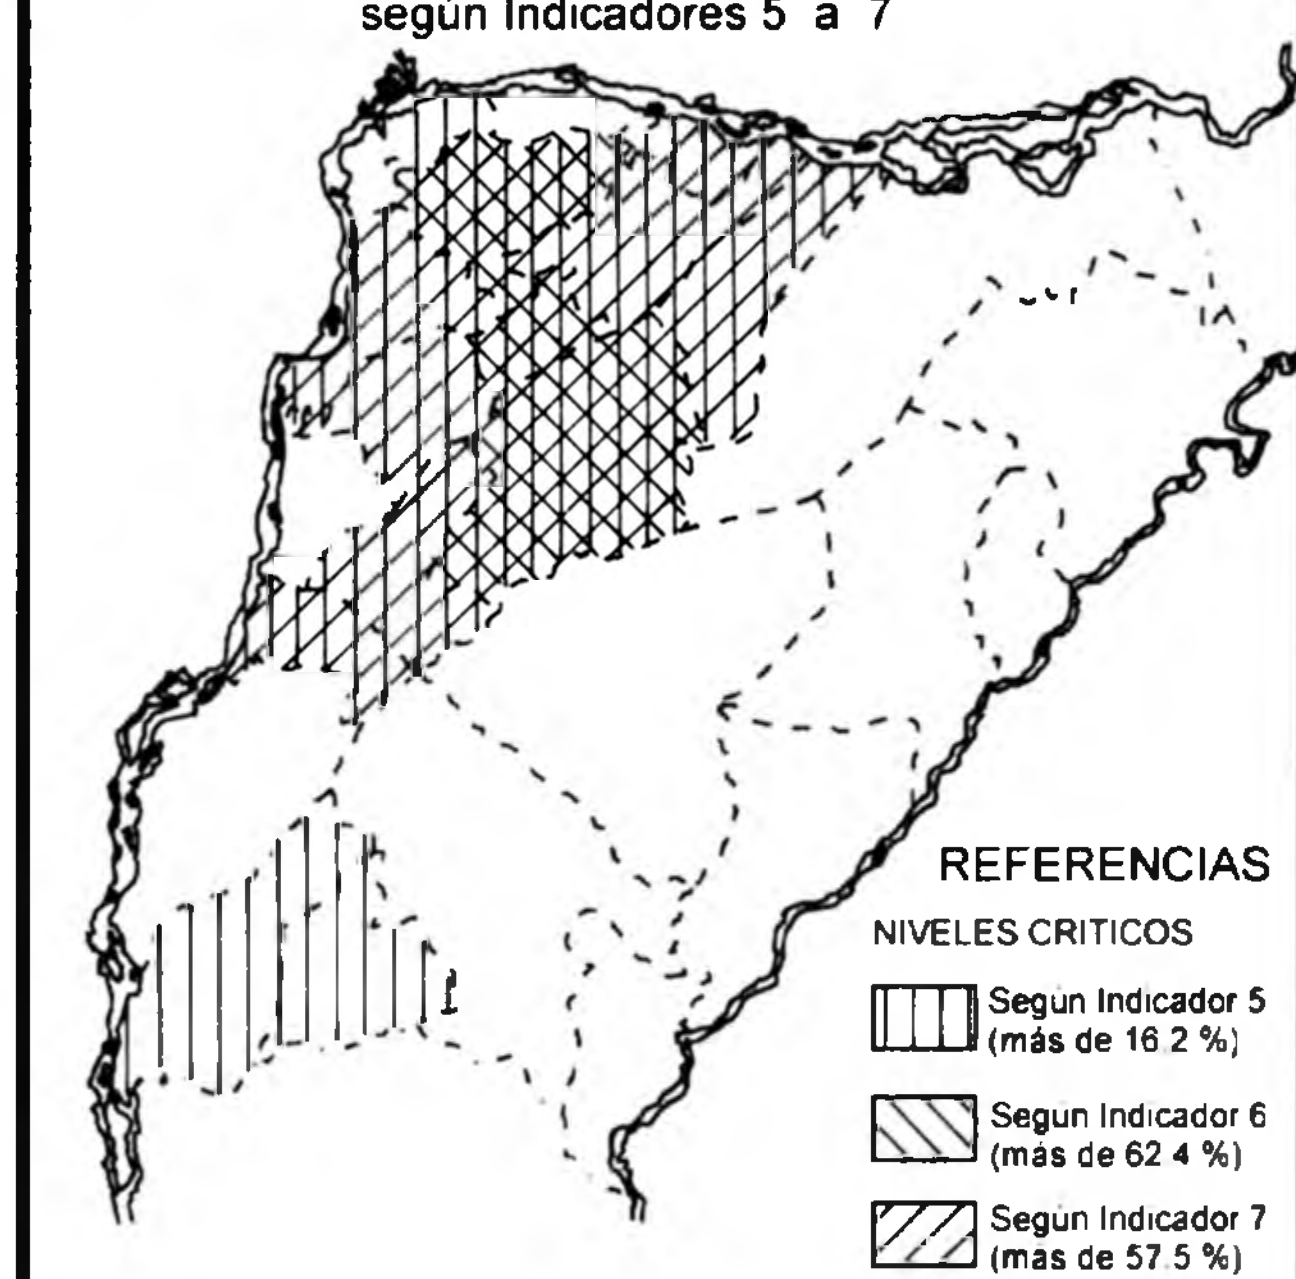 según Indicadores 5 a 7
REFERENCIAS
NIVELES CRITICOS
Segun Indicador 5
(más de 16.2 %)
Segun Indicador 6
(más de 62 4 %)
Segun Indicador 7
(mas de 57.5 %)